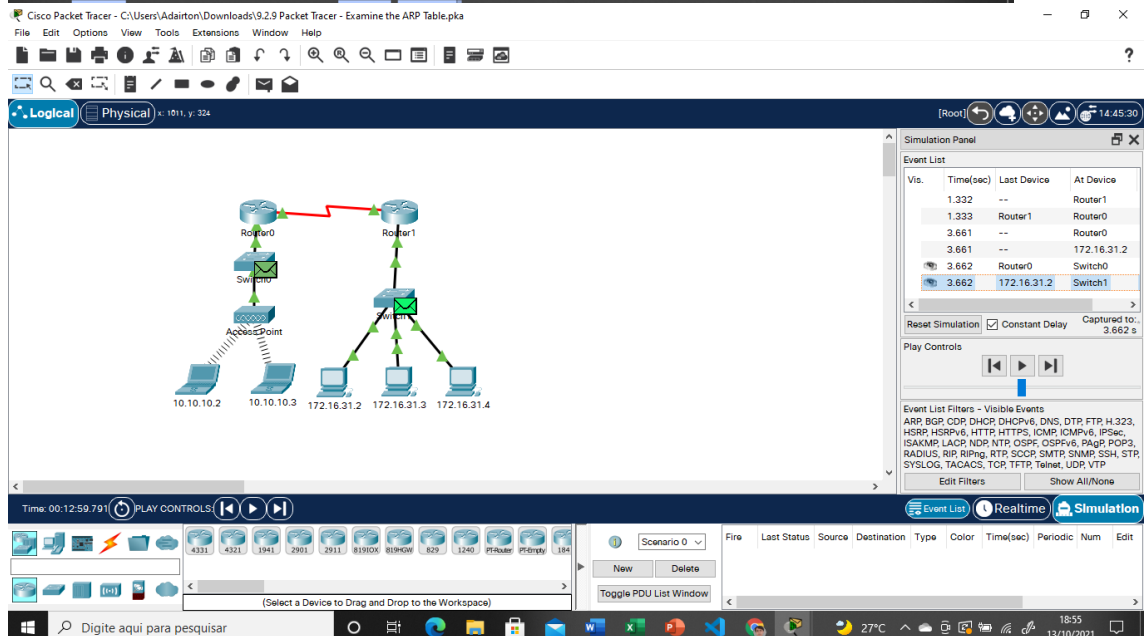 Cisco Packet Tracer - C:\Users\Adairton\Downloads\9.2.9 Packet Tracer - Examine the ARP Table.pka
File Edit Options View Tools Extensions Window Help
?
Logical Physical x: 1011, y: 324 [Root] 14:45:30
Simulation Panel
Event List
Vis. Time(sec) Last Device At Device
1.332 -- Router1
1.333 Router1 Router0
3.661 -- Router0
3.661 -- 172.16.31.2
3.662 Router0 Switch0
3.662 172.16.31.2 Switch1
Reset Simulation Constant Delay Captured to:
3.662 s
Play Controls
Event List Filters - Visible Events
ARP, BGP, CDP, DHCP, DHCPv6, DNS, DTP, FTP, H.323,
HSRP, HSRPv6, HTTP, HTTPS, ICMP, ICMPv6, IPSec,
ISAKMP, LACP, NDP, NTP, OSPF, OSPFv6, PAgP, POP3,
RADIUS, RIP, RIPng, RTP, SCCP, SMTP, SNMP, SSH, STP,
SYSLOG, TACACS, TCP, TFTP, Telnet, UDP, VTP
Edit Filters Show All/None
Router0 Router1
Switch0
Switch1
Access Point
10.10.10.2 10.10.10.3 172.16.31.2 172.16.31.3 172.16.31.4
Time: 00:12:59.791 PLAY CONTROLS: Event List Realtime Simulation
4331 4321 1941 2901 2911 819IOX 819HGW 829 1240 PT-Router PT-Empty 184
(Select a Device to Drag and Drop to the Workspace)
Scenario 0
New Delete
Toggle PDU List Window
Fire Last Status Source Destination Type Color Time(sec) Periodic Num Edit
Digite aqui para pesquisar 27°C 18:55
13/10/2021